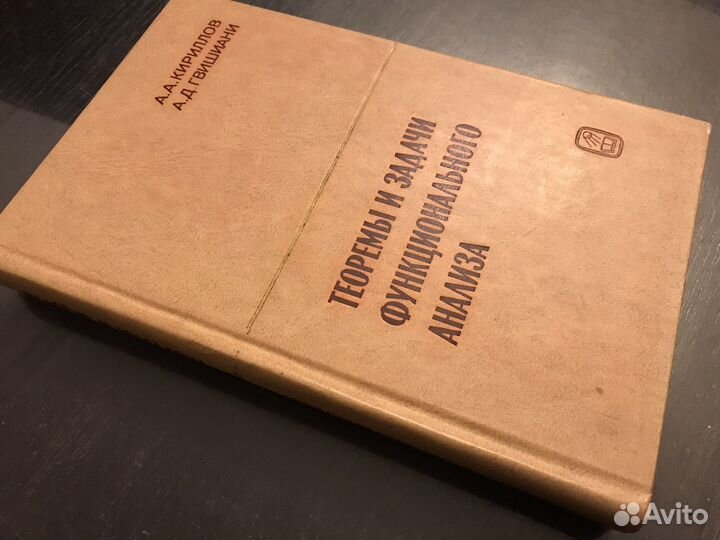 А.А.КИРИЛЛОВ
А.Д.ГВИШИАНИ
ТЕОРЕМЫ И ЗАДАЧИ
ФУНКЦИОНАЛЬНОГО
АНАЛИЗА
Avito